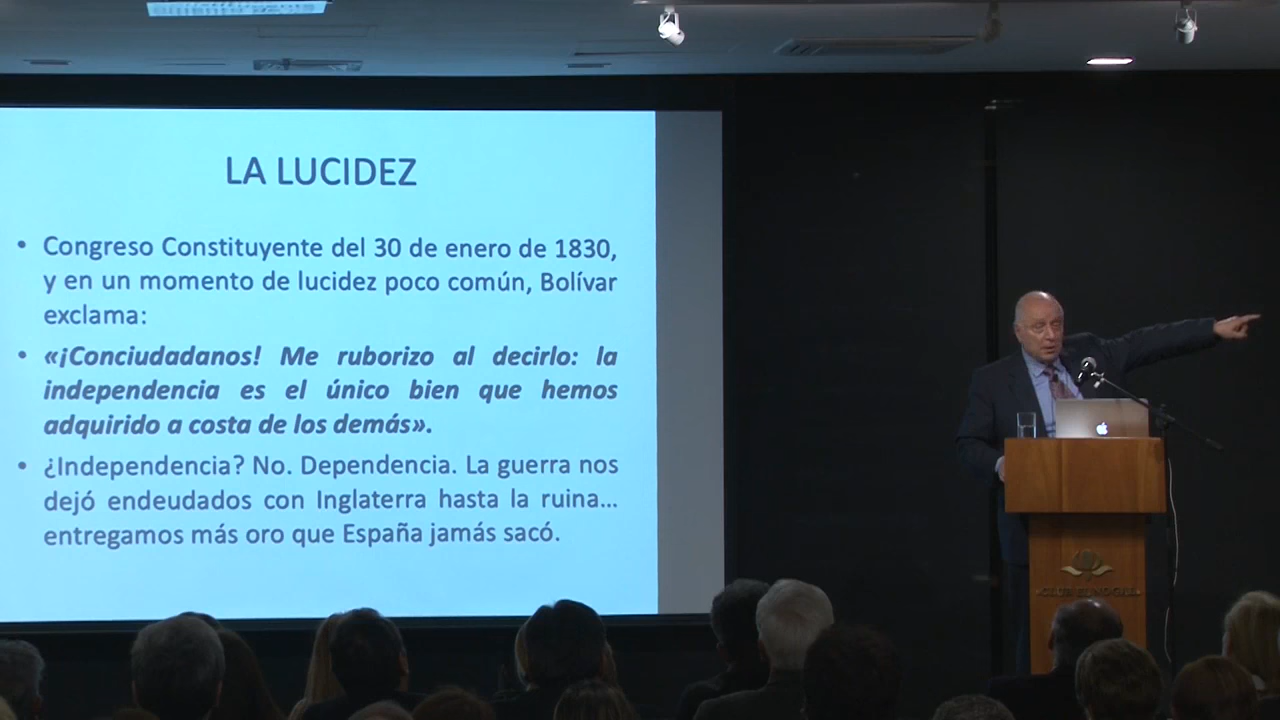 LA LUCIDEZ
• Congreso Constituyente del 30 de enero de 1830,
y en un momento de lucidez poco común, Bolívar
exclama:
• «¡Conciudadanos! Me ruborizo al decirlo: la
independencia es el único bien que hemos
adquirido a costa de los demás».
• ¿Independencia? No. Dependencia. La guerra nos
dejó endeudados con Inglaterra hasta la ruina...
entregamos más oro que España jamás sacó.
CLUB EL NOGAL